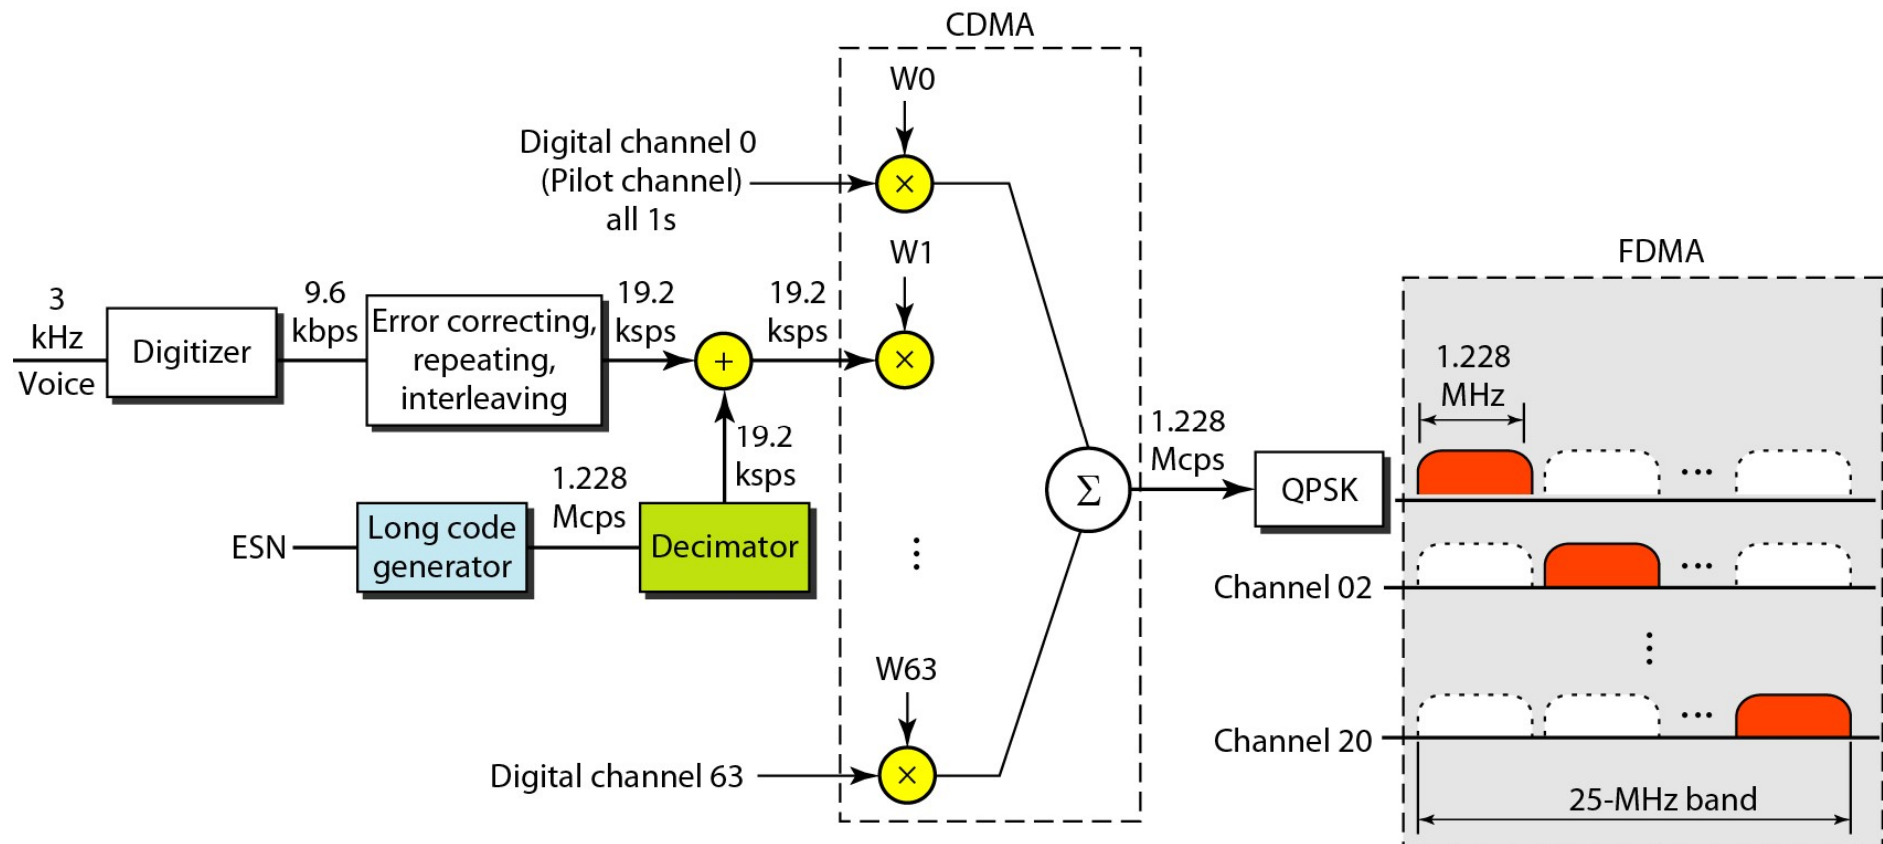 CDMA
W0
Digital channel 0
(Pilot channel)
all 1s
W1
FDMA
3
kHz
Voice
Digitizer
9.6
kbps
Error correcting,
repeating,
interleaving
19.2
ksps
+
19.2
ksps
×
×
1.228
MHz
19.2
ksps
1.228
Mcps
ESN
Long code
generator
1.228
Mcps
Decimator
Σ
QPSK
...
...
Channel 02
W63
...
Channel 20
Digital channel 63
×
25-MHz band